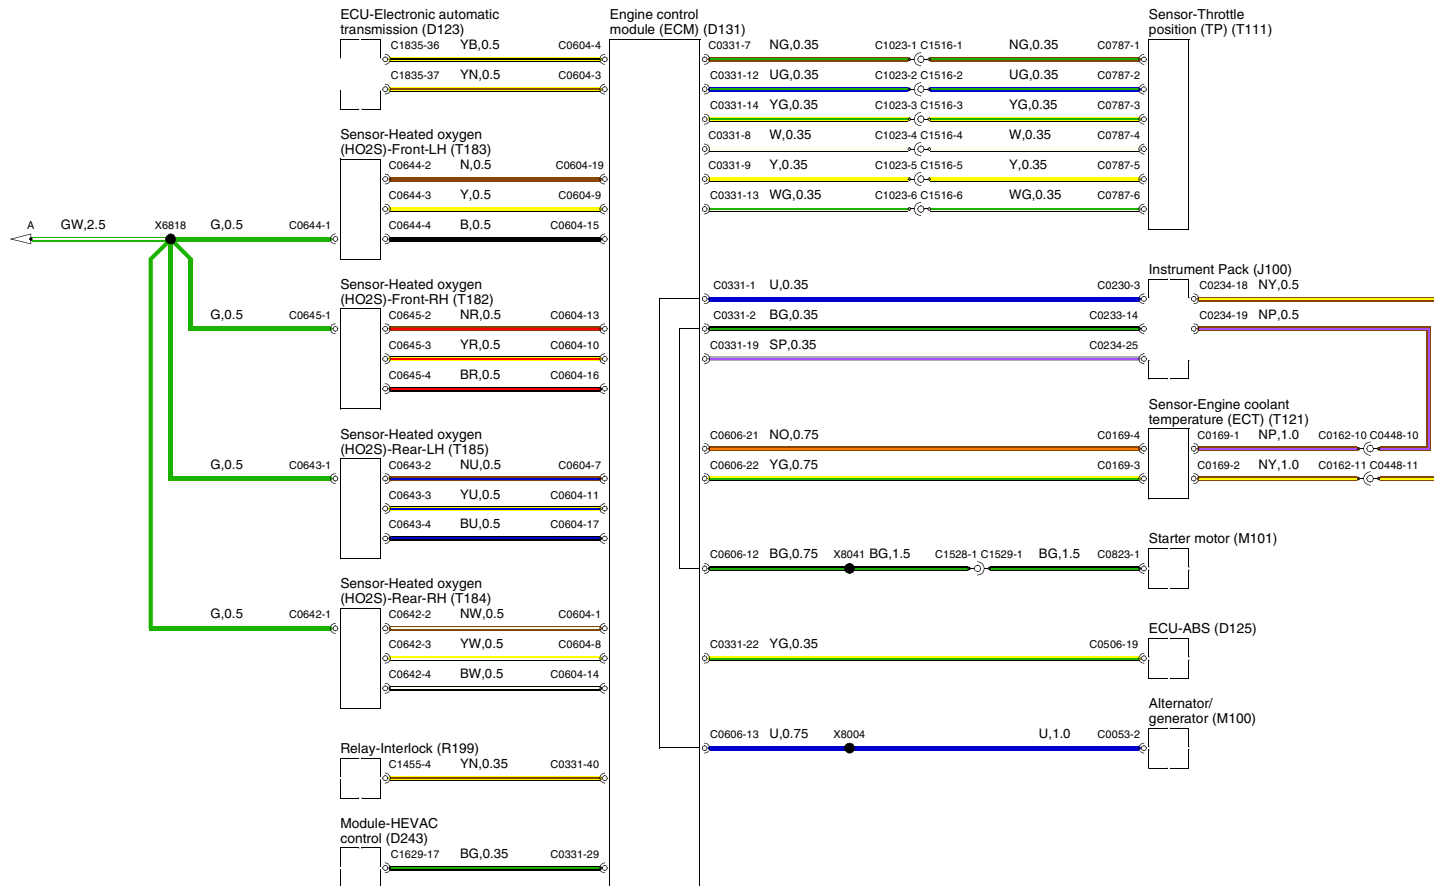 ECU-Electronic automatic
transmission (D123)
C1835-36 YB,0.5 C0604-4
C1835-37 YN,0.5 C0604-3
Sensor-Heated oxygen
(HO2S)-Front-LH (T183)
C0644-2 N,0.5 C0604-19
C0644-3 Y,0.5 C0604-9
A GW,2.5 X6818 G,0.5 C0644-1 C0644-4 B,0.5 C0604-15
Sensor-Heated oxygen
(HO2S)-Front-RH (T182)
G,0.5 C0645-1 C0645-2 NR,0.5 C0604-13
C0645-3 YR,0.5 C0604-10
C0645-4 BR,0.5 C0604-16
Sensor-Heated oxygen
(HO2S)-Rear-LH (T185)
G,0.5 C0643-1 C0643-2 NU,0.5 C0604-7
C0643-3 YU,0.5 C0604-11
C0643-4 BU,0.5 C0604-17
Sensor-Heated oxygen
(HO2S)-Rear-RH (T184)
G,0.5 C0642-1 C0642-2 NW,0.5 C0604-1
C0642-3 YW,0.5 C0604-8
C0642-4 BW,0.5 C0604-14
Relay-Interlock (R199)
C1455-4 YN,0.35 C0331-40
Module-HEVAC
control (D243)
C1629-17 BG,0.35 C0331-29
Engine control
module (ECM) (D131)
Sensor-Throttle
position (TP) (T111)
C0331-7 NG,0.35 C1023-1 C1516-1 NG,0.35 C0787-1
C0331-12 UG,0.35 C1023-2 C1516-2 UG,0.35 C0787-2
C0331-14 YG,0.35 C1023-3 C1516-3 YG,0.35 C0787-3
C0331-8 W,0.35 C1023-4 C1516-4 W,0.35 C0787-4
C0331-9 Y,0.35 C1023-5 C1516-5 Y,0.35 C0787-5
C0331-13 WG,0.35 C1023-6 C1516-6 WG,0.35 C0787-6
Instrument Pack (J100)
C0331-1 U,0.35 C0230-3 C0234-18 NY,0.5
C0331-2 BG,0.35 C0233-14 C0234-19 NP,0.5
C0331-19 SP,0.35 C0234-25
Sensor-Engine coolant
temperature (ECT) (T121)
C0606-21 NO,0.75 C0169-4 C0169-1 NP,1.0 C0162-10 C0448-10
C0606-22 YG,0.75 C0169-3 C0169-2 NY,1.0 C0162-11 C0448-11
Starter motor (M101)
C0606-12 BG,0.75 X8041 BG,1.5 C1528-1 C1529-1 BG,1.5 C0823-1
ECU-ABS (D125)
C0331-22 YG,0.35 C0506-19
Alternator/
generator (M100)
C0606-13 U,0.75 X8004 U,1.0 C0053-2